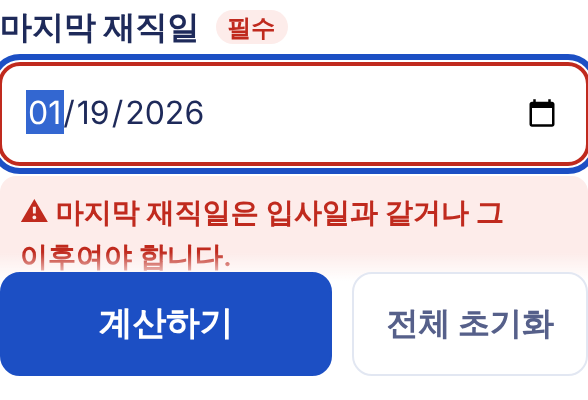 마지막 재직일 필수
01/19/2026
⚠ 마지막 재직일은 입사일과 같거나 그
이후여야 합니다.
계산하기 전체 초기화